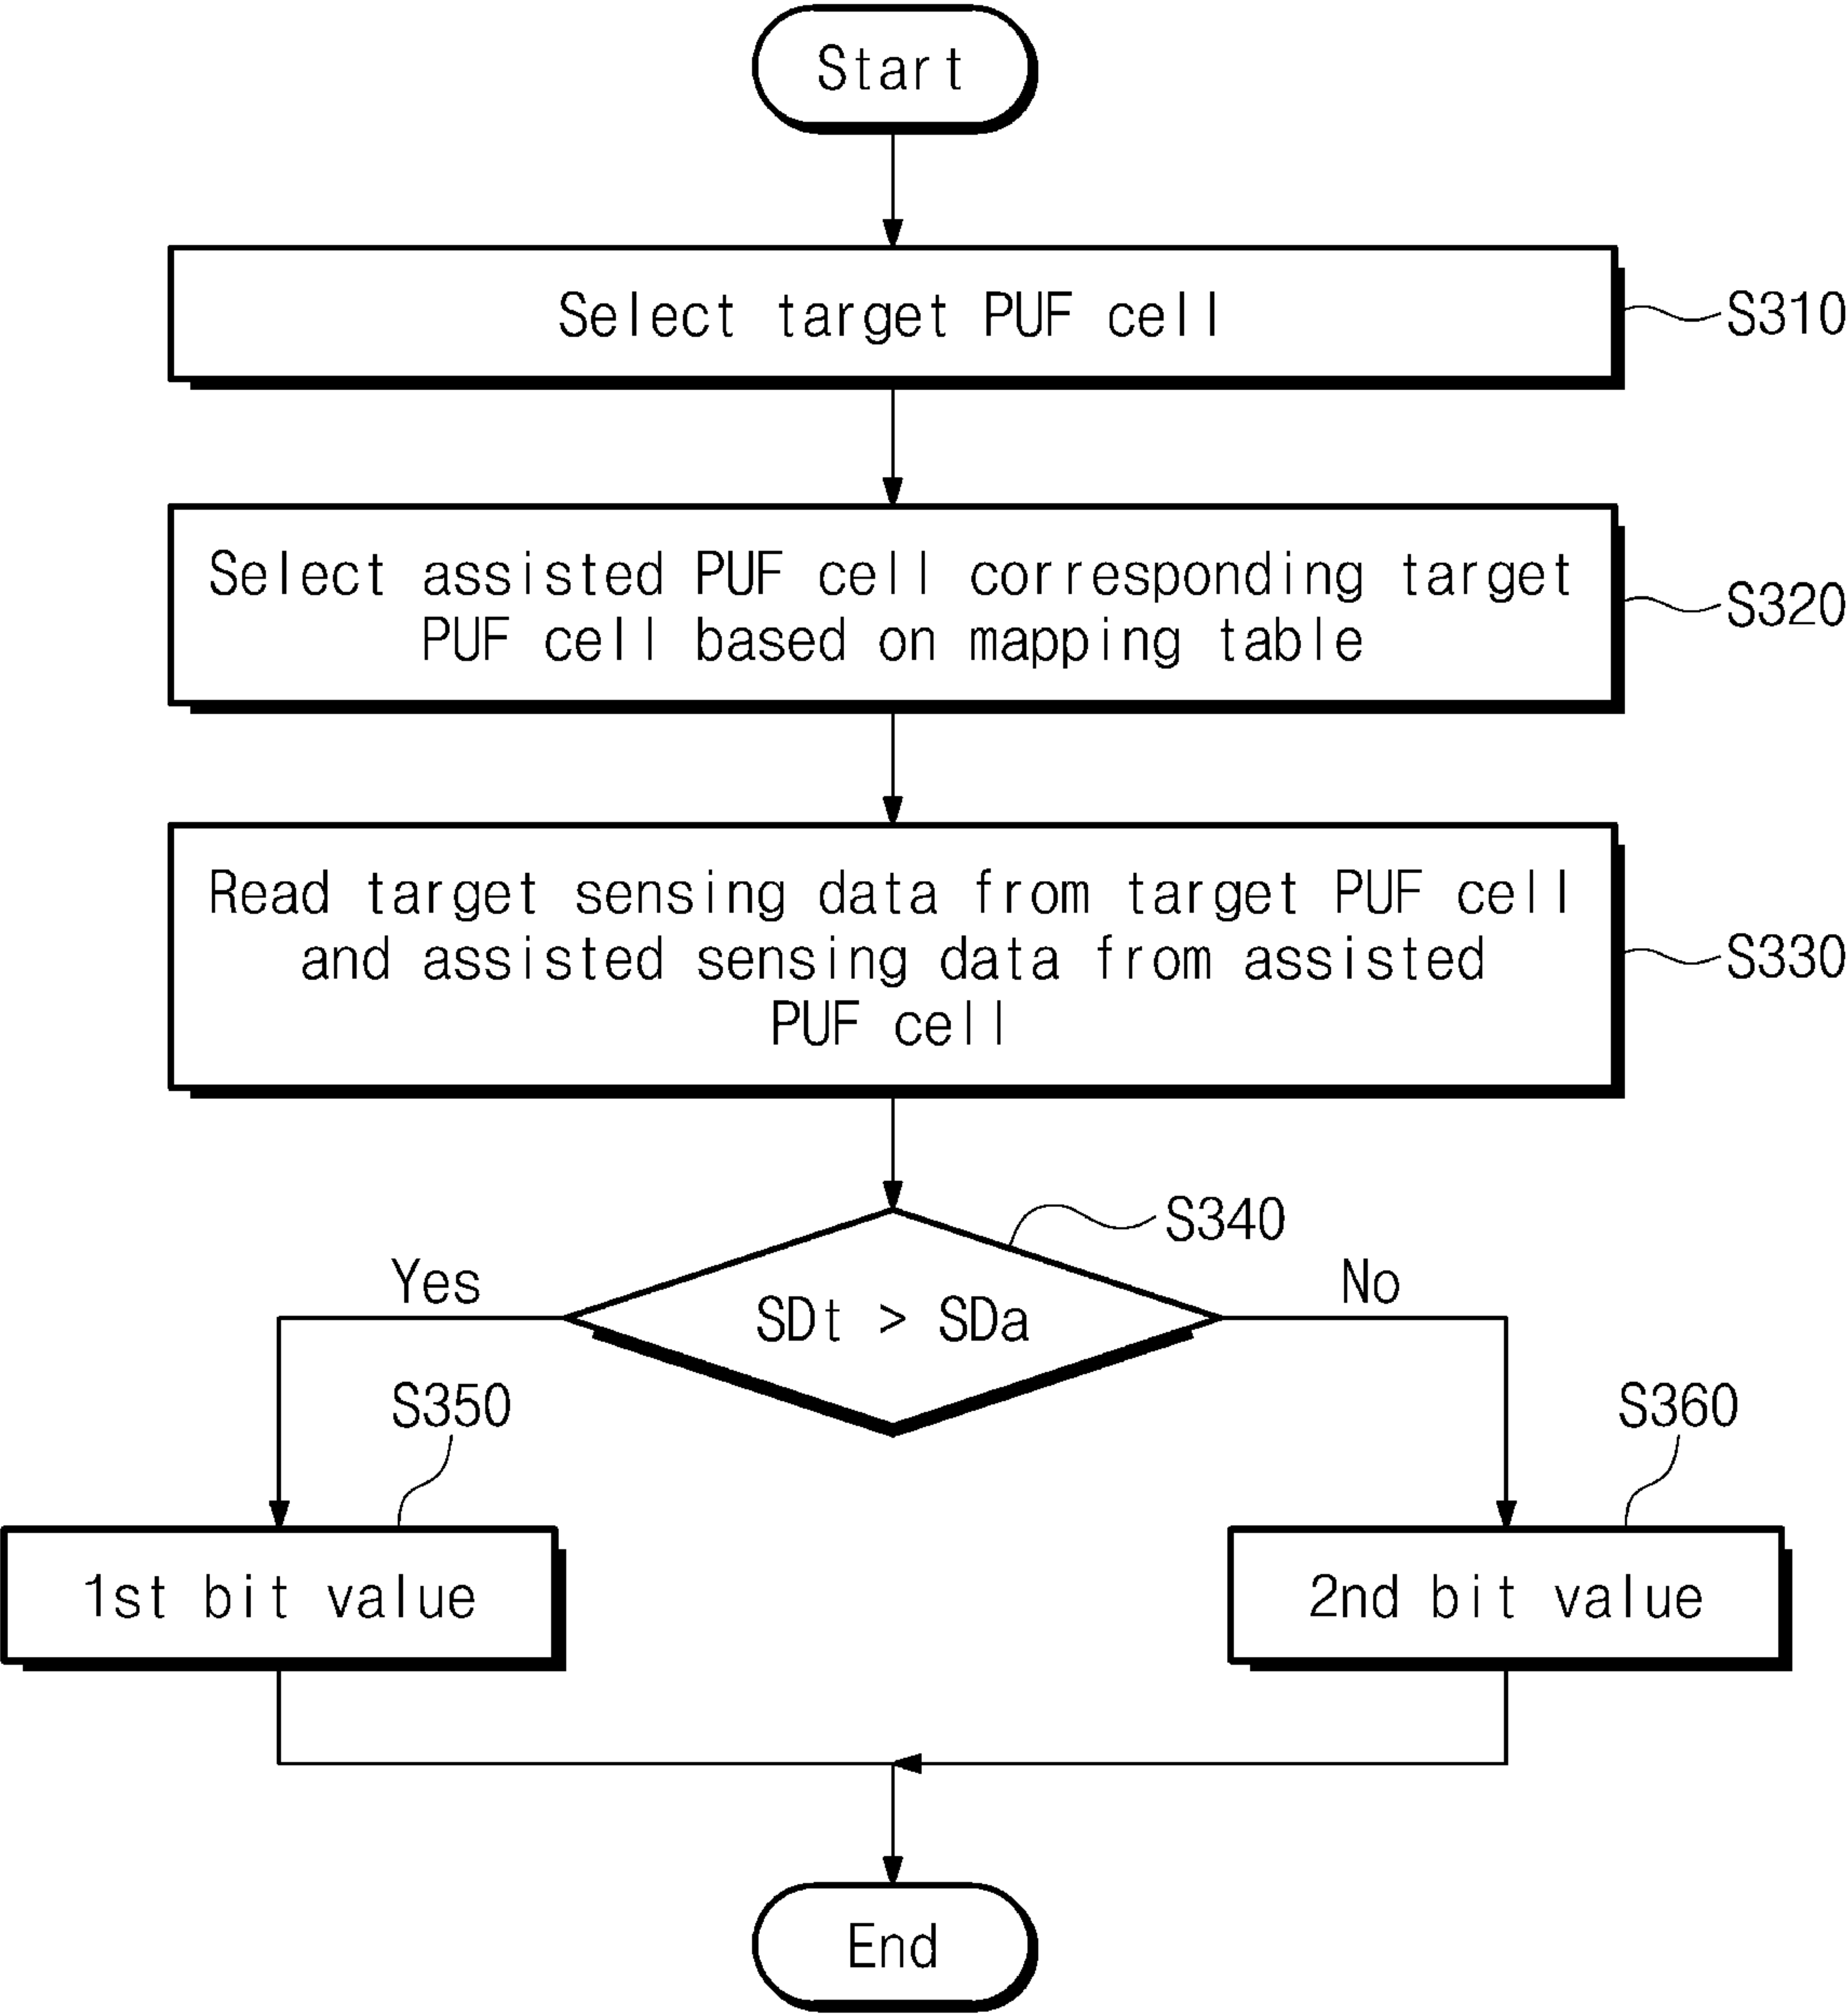 Start
Select target PUF cell
S310
Select assisted PUF cell corresponding target
PUF cell based on mapping table
S320
Read target sensing data from target PUF cell
and assisted sensing data from assisted
PUF cell
S330
S340
Yes
SDt > SDa
No
S350
S360
1st bit value
2nd bit value
End